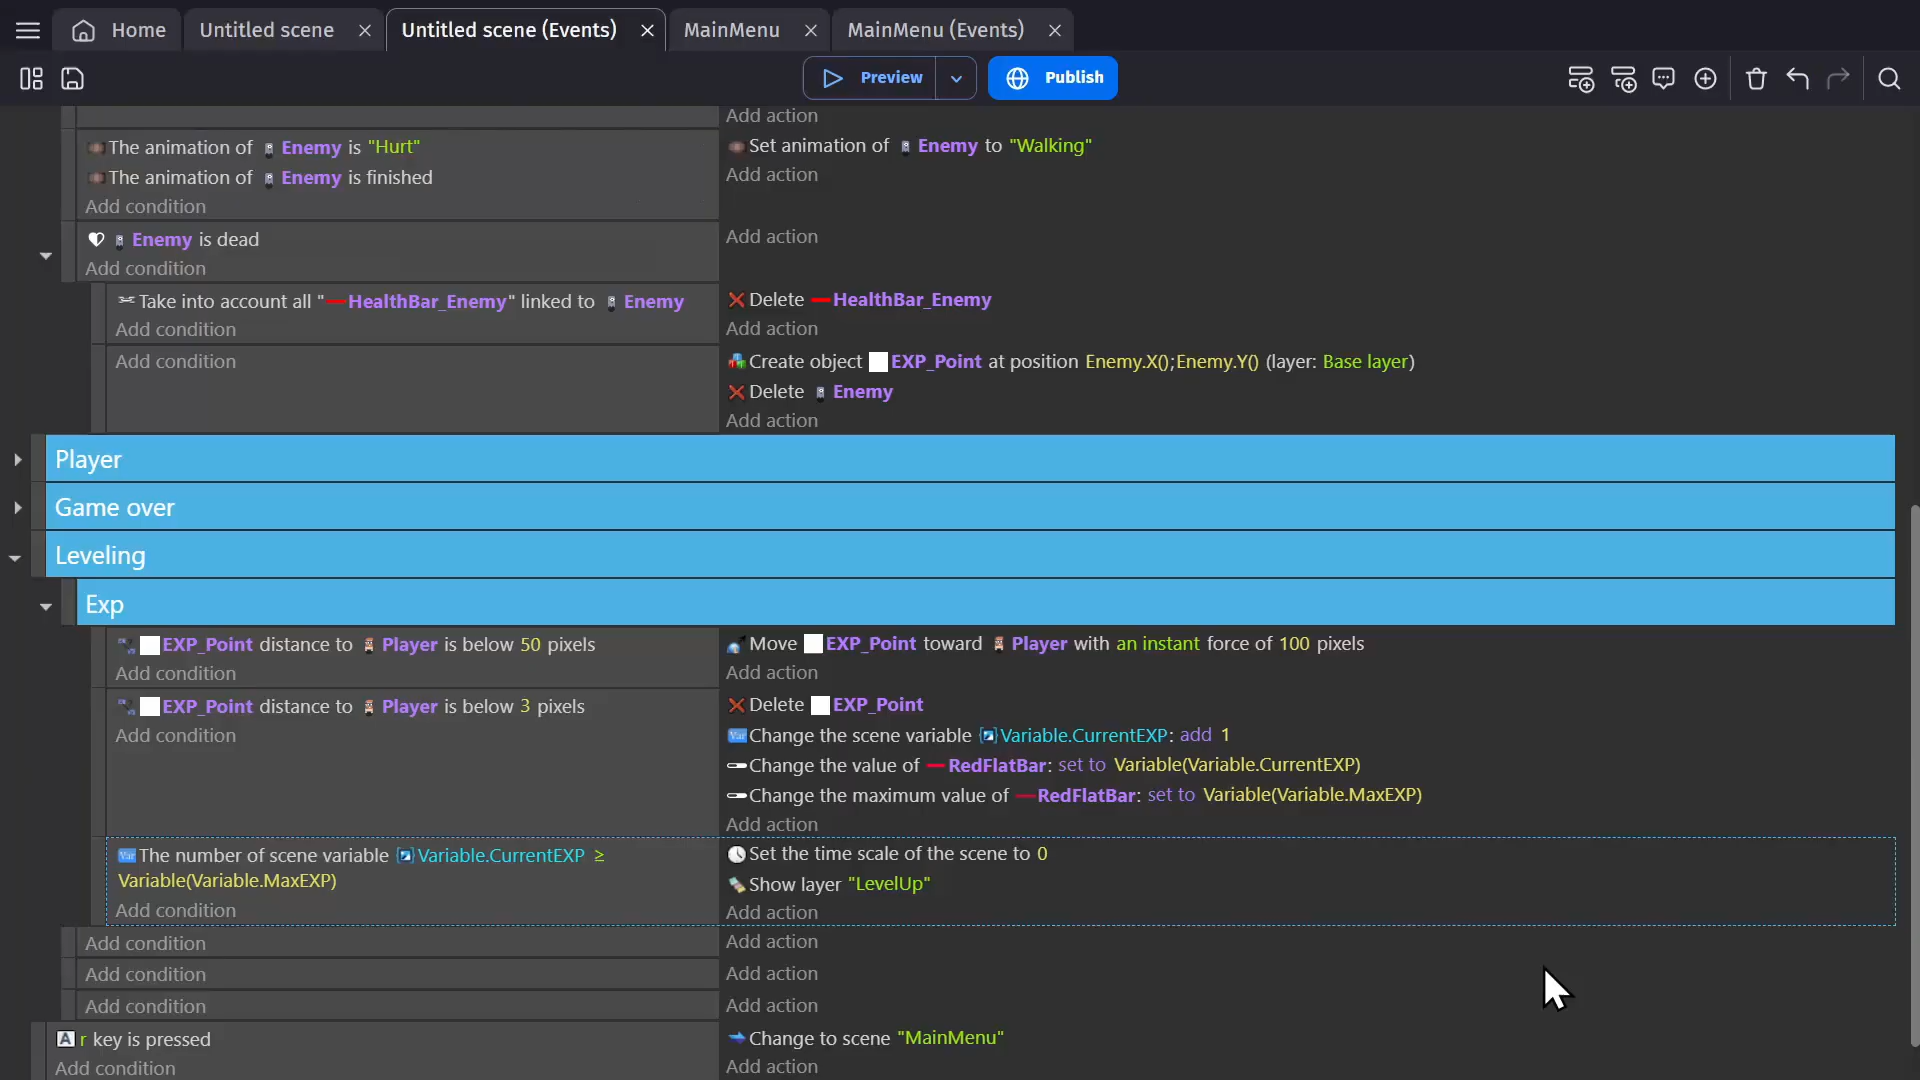 Home
Untitled scene
Untitled scene (Events)
MainMenu
MainMenu (Events)
Preview
Publish
Add action
The animation of Enemy is "Hurt"
Set animation of Enemy to "Walking"
The animation of Enemy is finished
Add action
Add condition
Enemy is dead
Add action
Add condition
Take into account all "HealthBar_Enemy" linked to Enemy
Delete HealthBar_Enemy
Add condition
Add action
Add condition
Create object EXP_Point at position Enemy.X();Enemy.Y() (layer: Base layer)
Delete Enemy
Add action
Player
Game over
Leveling
Exp
EXP_Point distance to Player is below 50 pixels
Move EXP_Point toward Player with an instant force of 100 pixels
Add condition
Add action
EXP_Point distance to Player is below 3 pixels
Delete EXP_Point
Add condition
Var Change the scene variable Variable.CurrentEXP: add 1
Change the value of RedFlatBar: set to Variable(Variable.CurrentEXP)
Change the maximum value of RedFlatBar: set to Variable(Variable.MaxEXP)
Add action
Var The number of scene variable Variable.CurrentEXP ≥
Variable(Variable.MaxEXP)
Set the time scale of the scene to 0
Show layer "LevelUp"
Add condition
Add action
Add condition
Add action
Add condition
Add action
Add condition
Add action
A r key is pressed
Change to scene "MainMenu"
Add condition
Add action